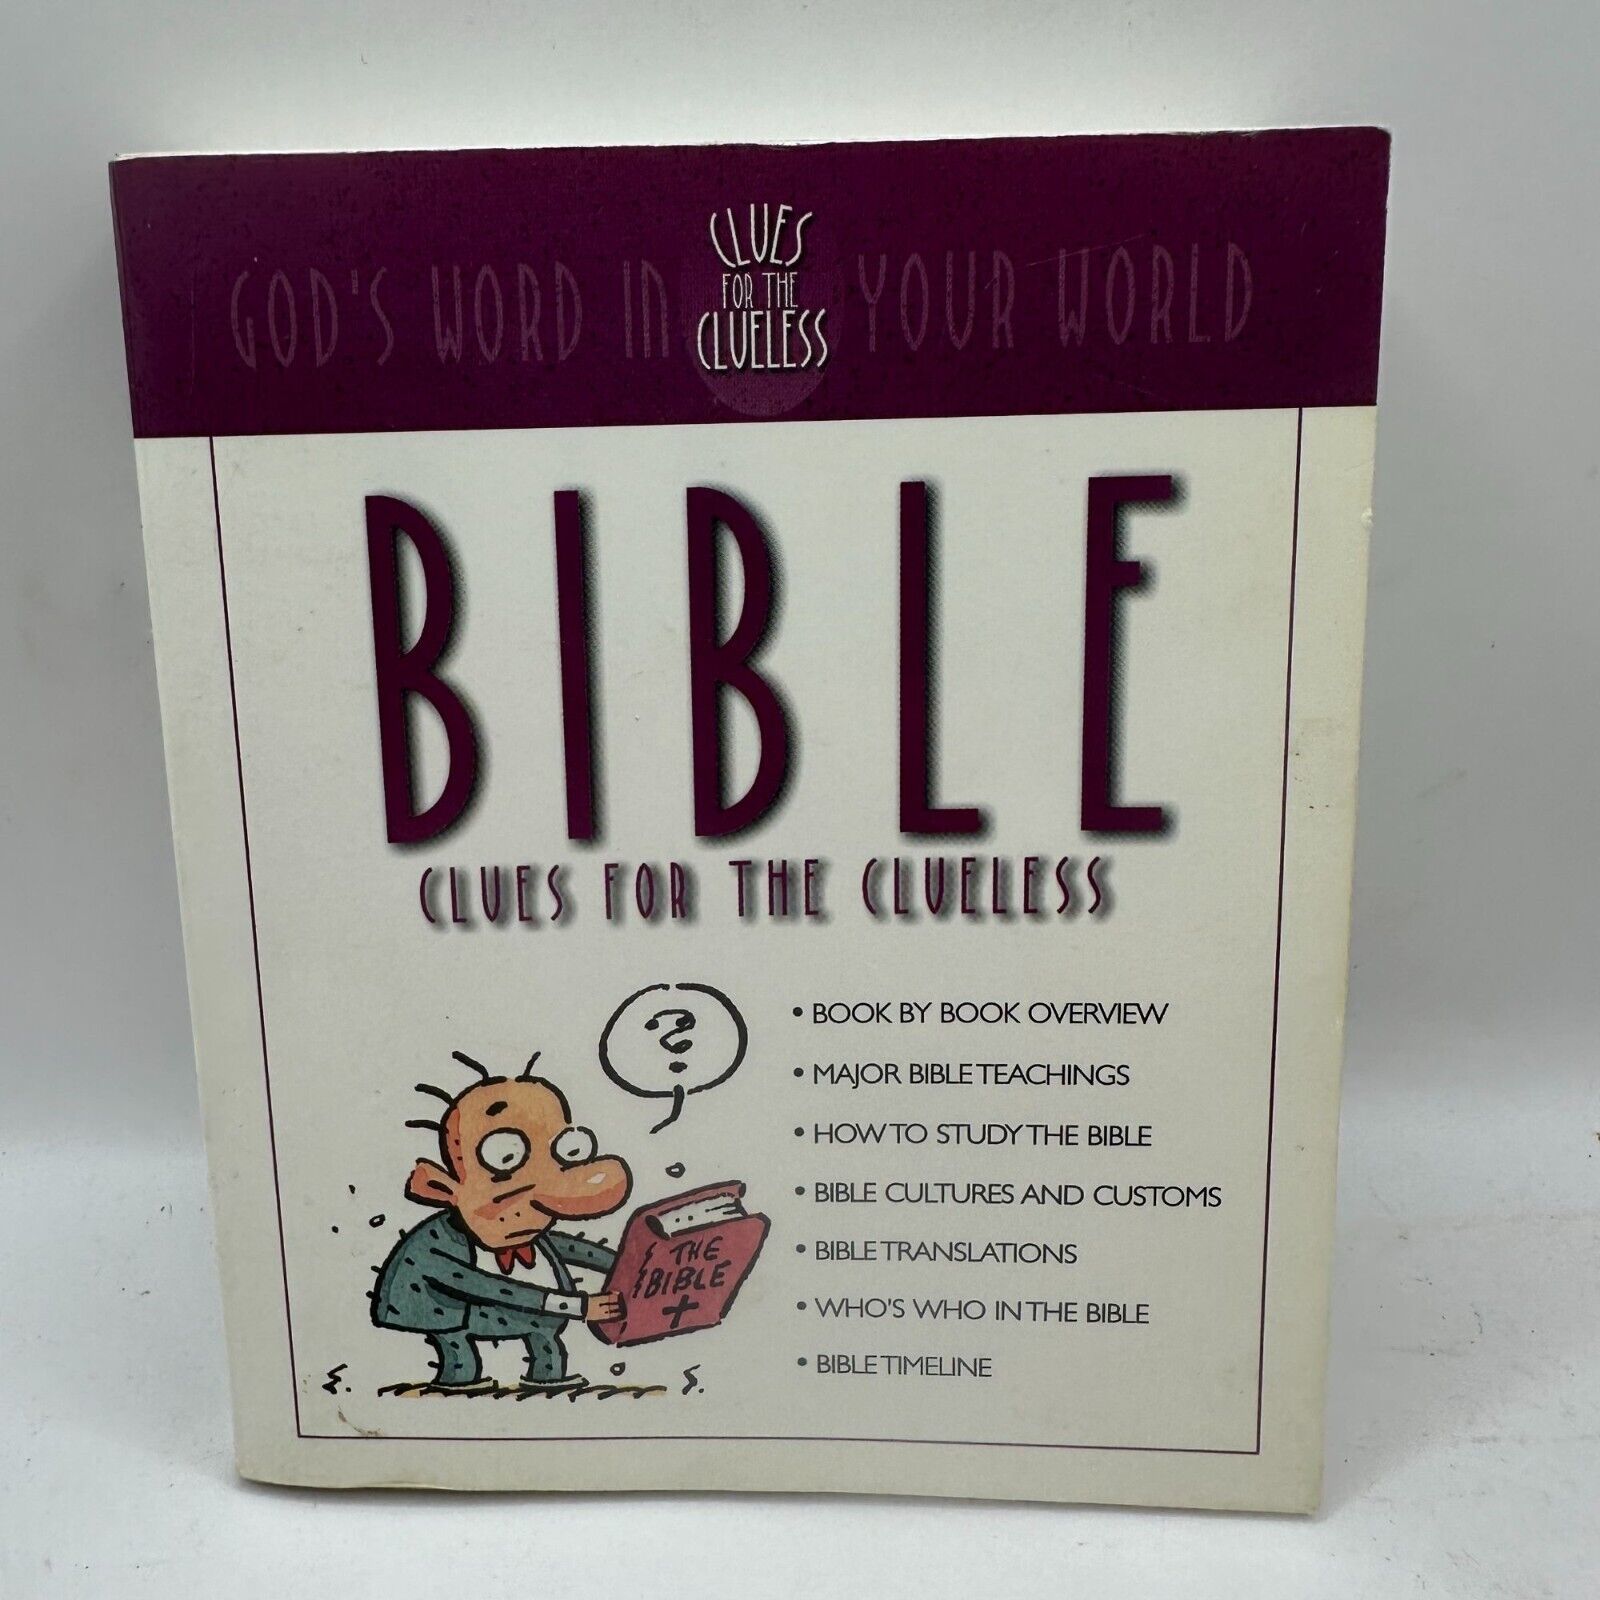 GOD'S WORD IN YOUR WORLD
CLUES
FOR THE
CLUELESS
BIBLE
CLUES FOR THE CLUELESS
?
THE
BIBLE
• BOOK BY BOOK OVERVIEW
• MAJOR BIBLE TEACHINGS
• HOW TO STUDY THE BIBLE
• BIBLE CULTURES AND CUSTOMS
• BIBLE TRANSLATIONS
• WHO'S WHO IN THE BIBLE
• BIBLE TIMELINE